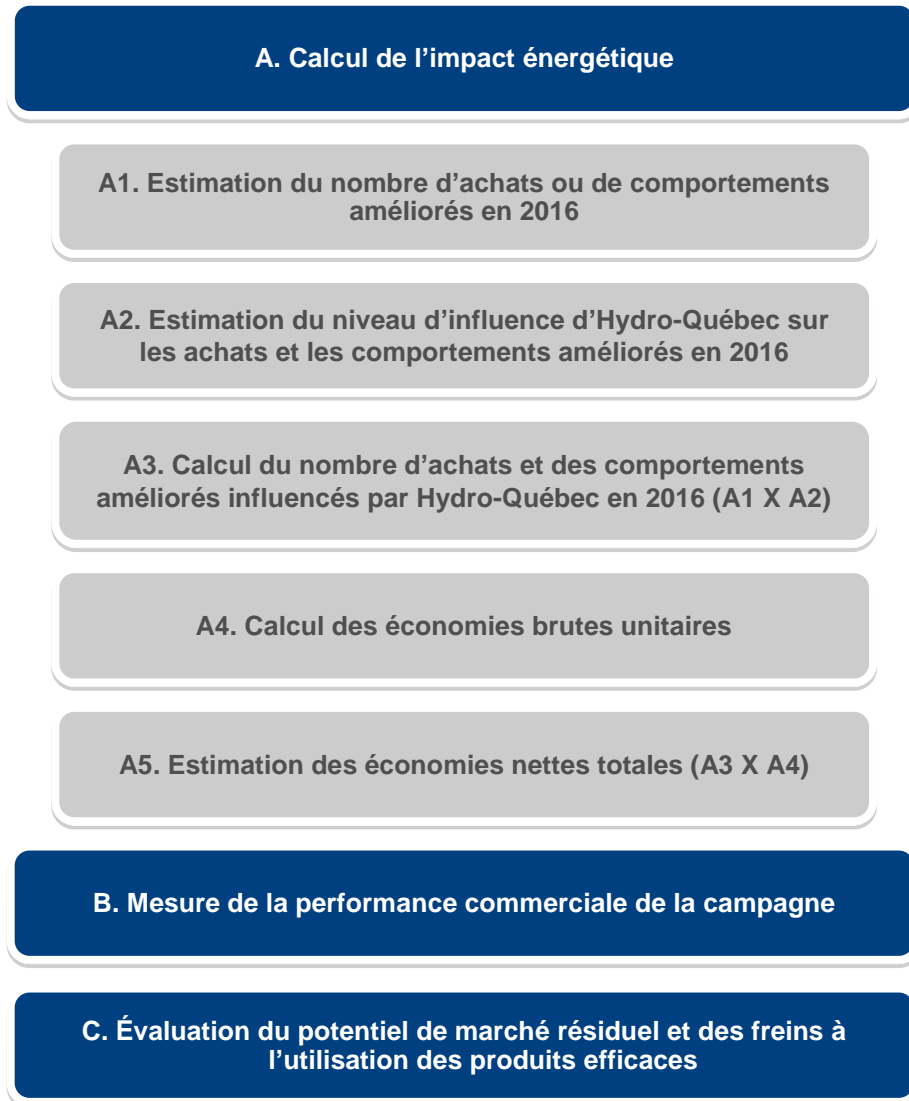 A. Calcul de l’impact énergétique
A1. Estimation du nombre d’achats ou de comportements
améliorés en 2016
A2. Estimation du niveau d’influence d’Hydro-Québec sur
les achats et les comportements améliorés en 2016
A3. Calcul du nombre d’achats et des comportements
améliorés influencés par Hydro-Québec en 2016 (A1 X A2)
A4. Calcul des économies brutes unitaires
A5. Estimation des économies nettes totales (A3 X A4)
B. Mesure de la performance commerciale de la campagne
C. Évaluation du potentiel de marché résiduel et des freins à
l’utilisation des produits efficaces